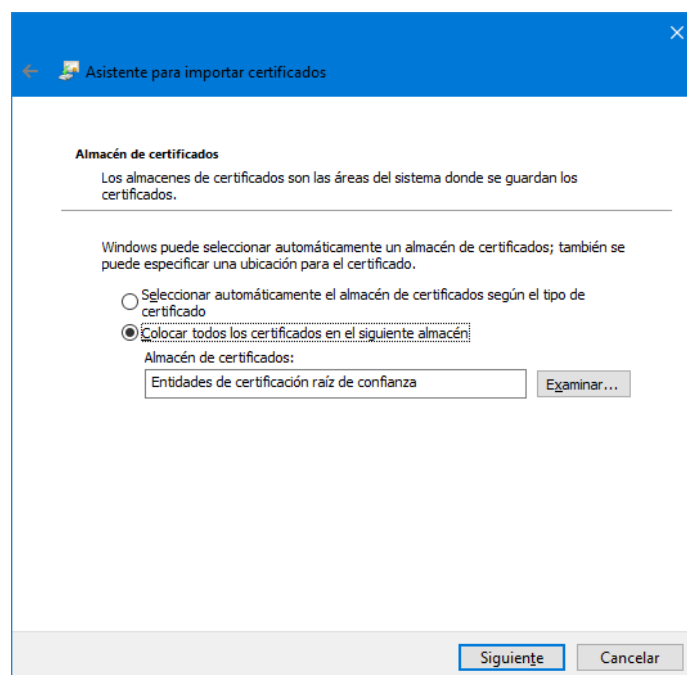 Asistente para importar certificados
Almacén de certificados
Los almacenes de certificados son las áreas del sistema donde se guardan los
certificados.
Windows puede seleccionar automáticamente un almacén de certificados; también se
puede especificar una ubicación para el certificado.
Seleccionar automáticamente el almacén de certificados según el tipo de
certificado
Colocar todos los certificados en el siguiente almacén
Almacén de certificados:
Entidades de certificación raíz de confianza
Examinar...
Siguiente
Cancelar